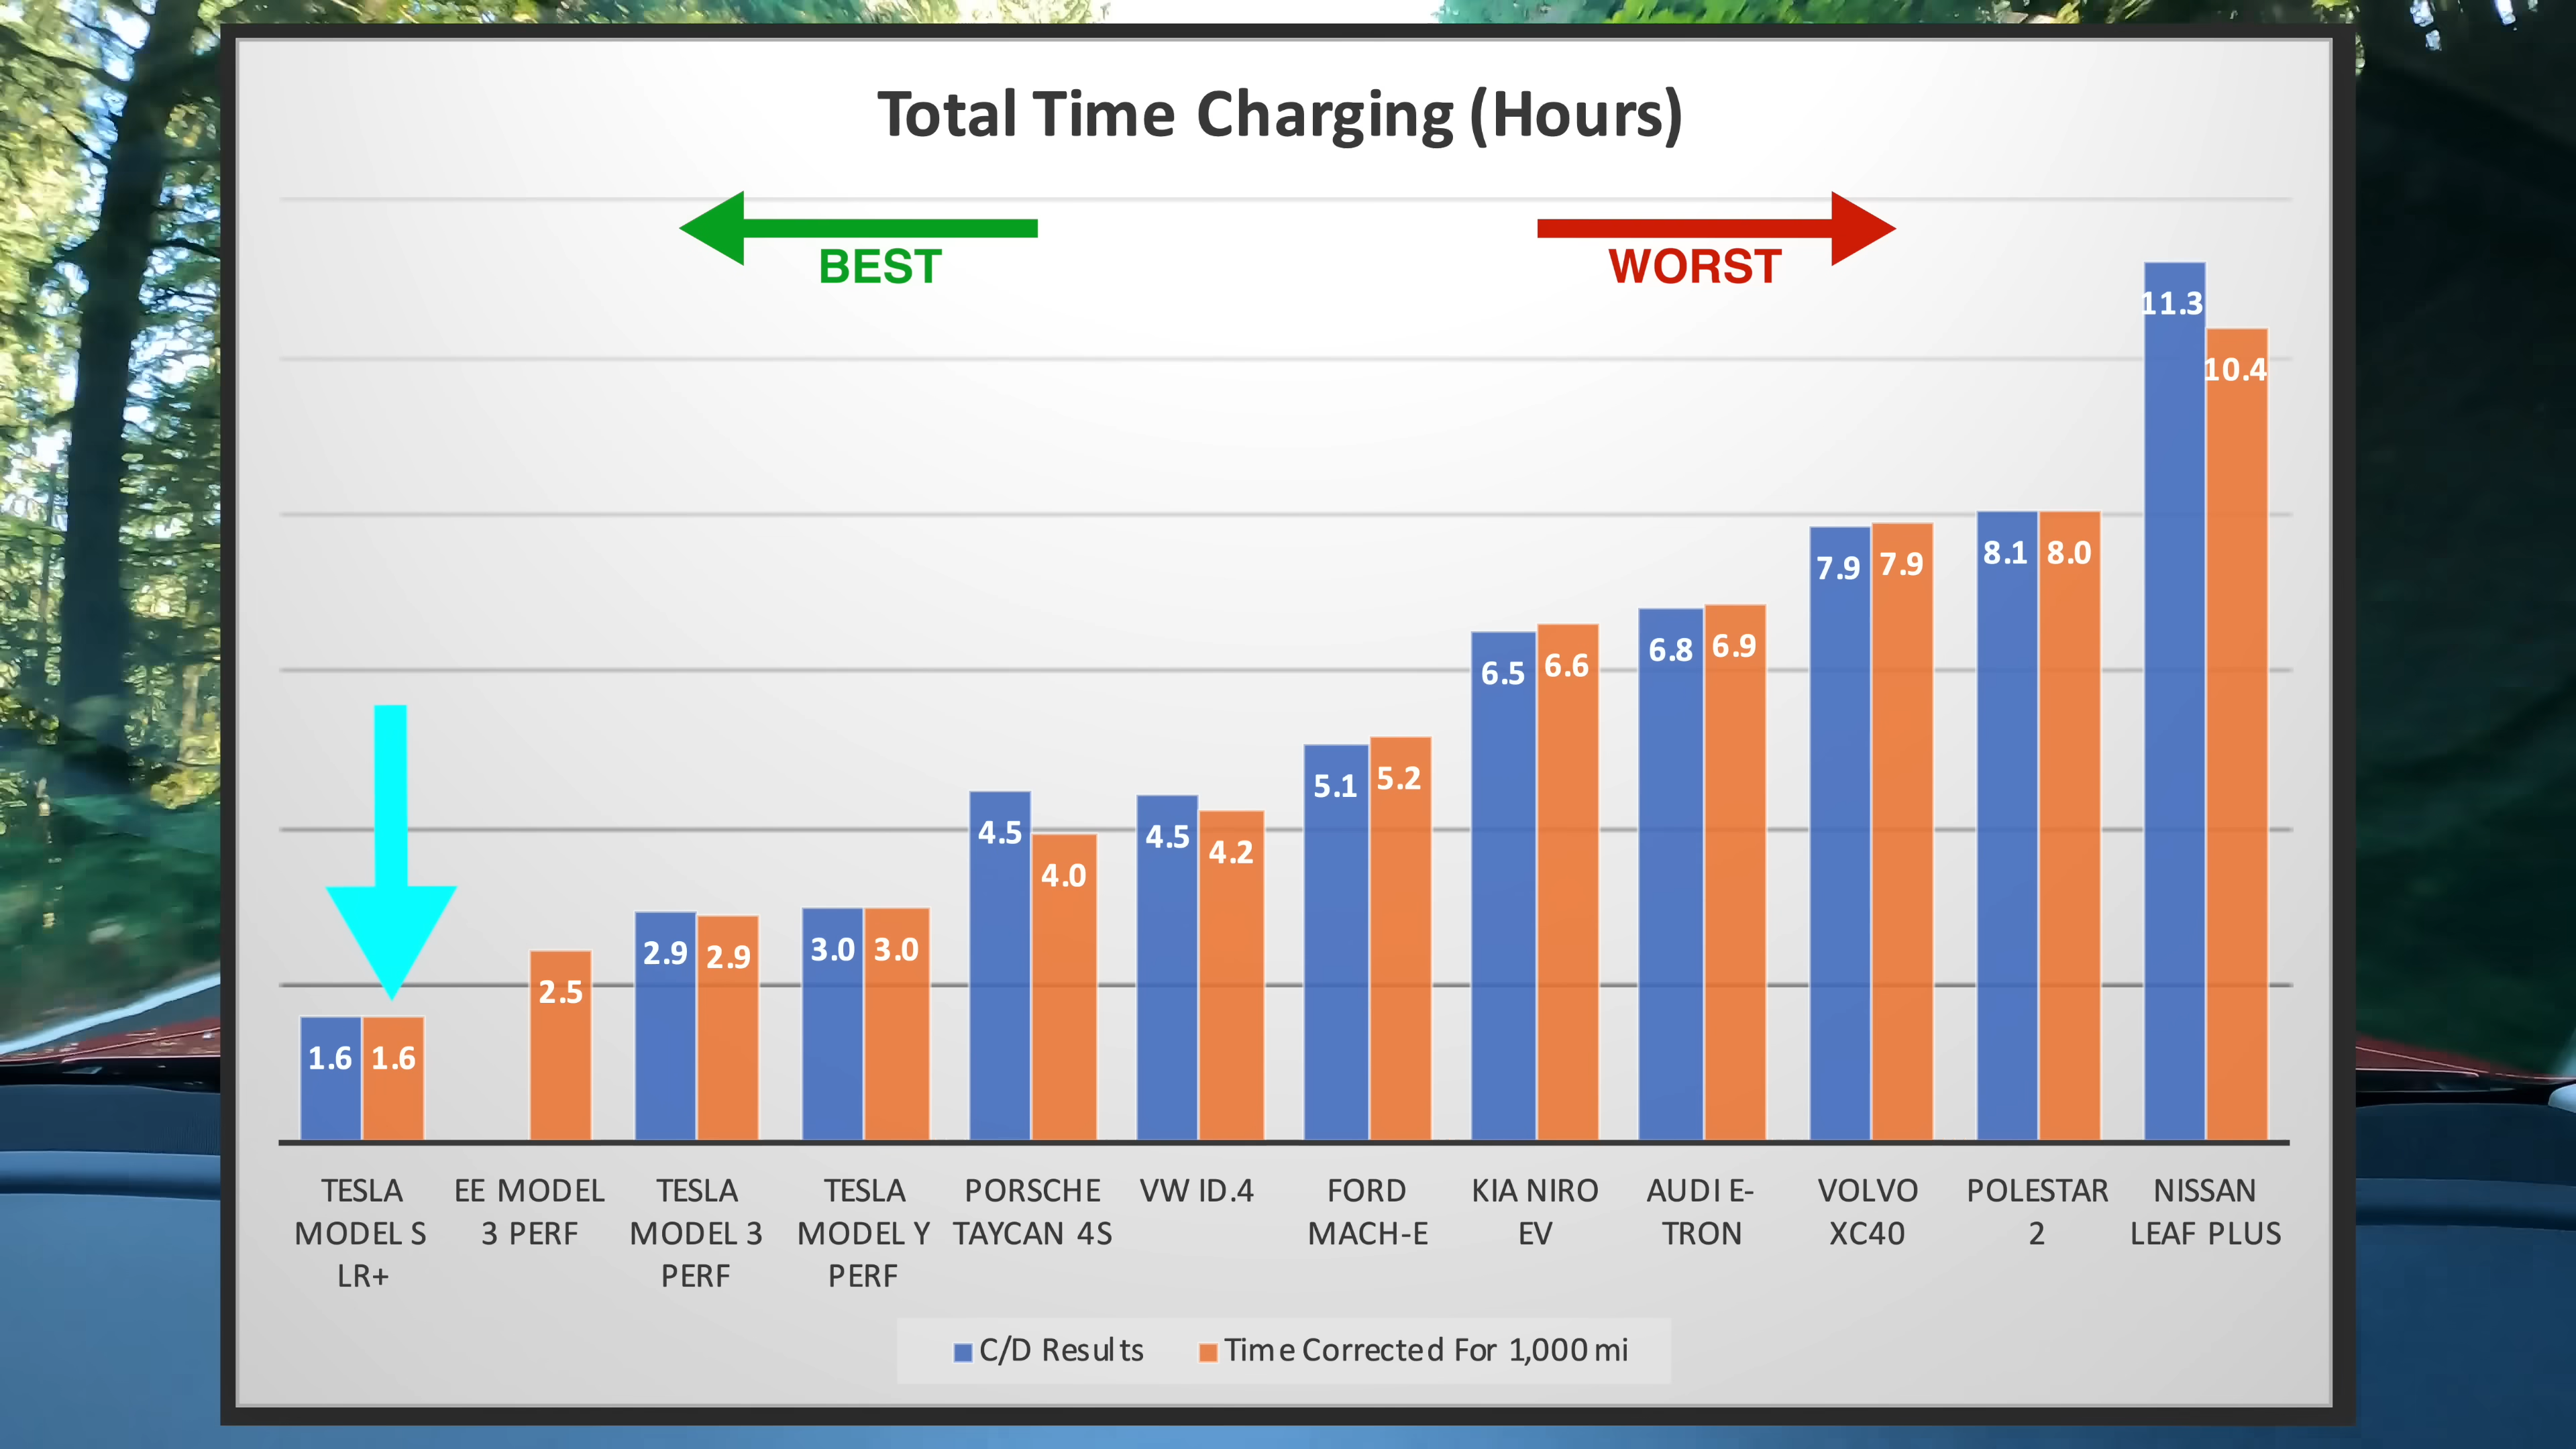 Total Time Charging (Hours)
BEST
WORST
11.3
10.4
8.1
8.0
7.9
7.9
6.8
6.9
6.5
6.6
5.1
5.2
4.5
4.0
4.5
4.2
3.0
3.0
2.9
2.9
2.5
1.6
1.6
TESLA
MODEL S
LR+
EE MODEL
3 PERF
TESLA
MODEL 3
PERF
TESLA
MODEL Y
PERF
PORSCHE
TAYCAN 4S
VW ID.4
FORD
MACH-E
KIA NIRO
EV
AUDI E-
TRON
VOLVO
XC40
POLESTAR
2
NISSAN
LEAF PLUS
C/D Results
Time Corrected For 1,000 mi